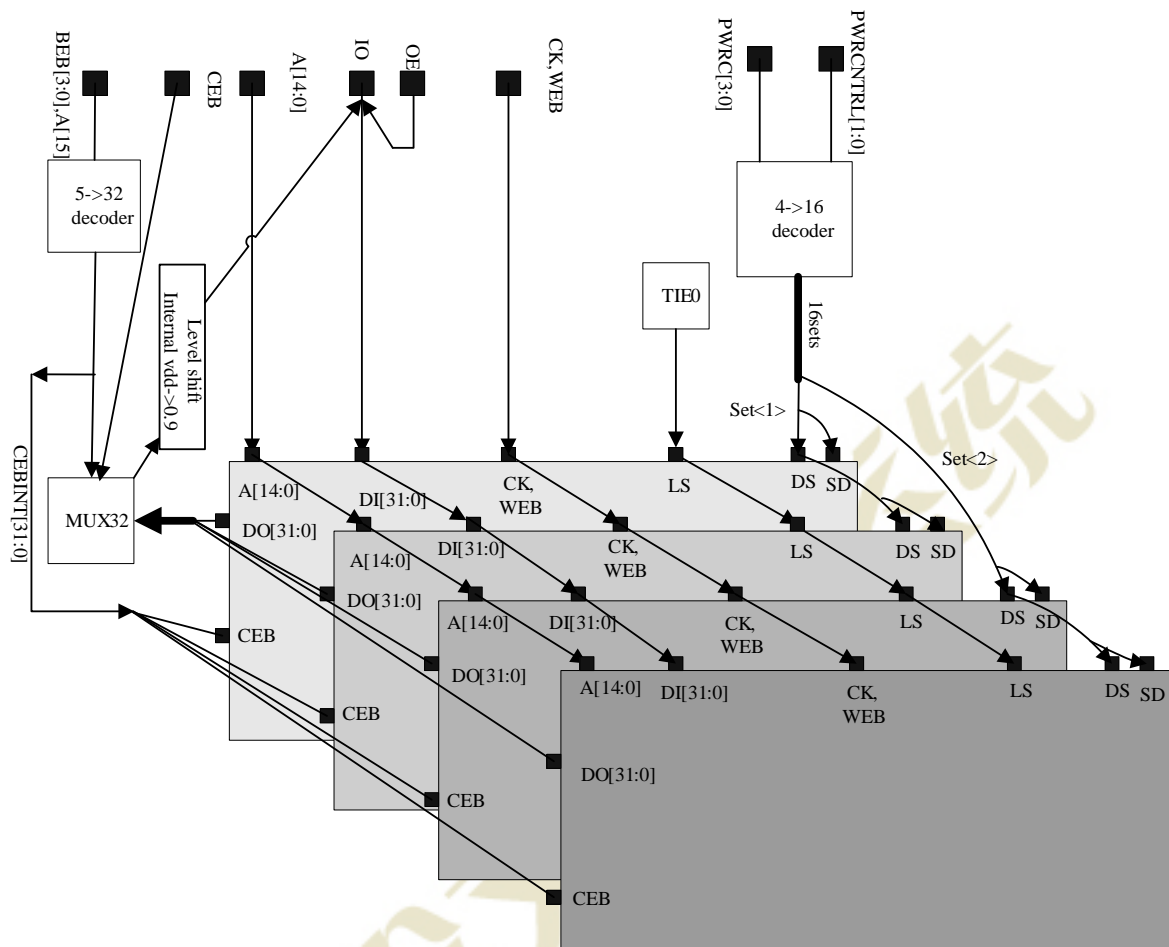 BEB[3:0],A[15]
CEB
A[14:0]
IO
OE
CK,WEB
PWRC[3:0]
PWRCNTRL[1:0]
5->32
decoder
4->16
decoder
Level shift
Internal vdd->0.9
TIE0
16sets
Set<1>
Set<2>
CEBINT[31:0]
MUX32
A[14:0]
DI[31:0]
CK,
WEB
LS
DS
SD
DO[31:0]
A[14:0]
DI[31:0]
CK,
WEB
LS
DS
SD
DO[31:0]
A[14:0]
DI[31:0]
CK,
WEB
LS
DS
SD
DO[31:0]
A[14:0]
DI[31:0]
CK,
WEB
LS
DS
SD
DO[31:0]
CEB
CEB
CEB
CEB